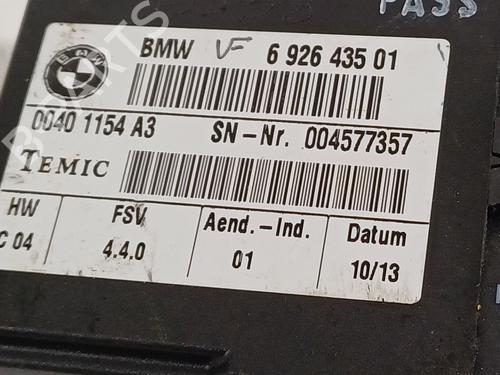 PASS
BMW VF 6 926 435 01
0040 1154 A3 SN-Nr. 004577357
TEMIC
HW FSV Aend.-Ind. Datum
C 04 4.4.0 01 10/13